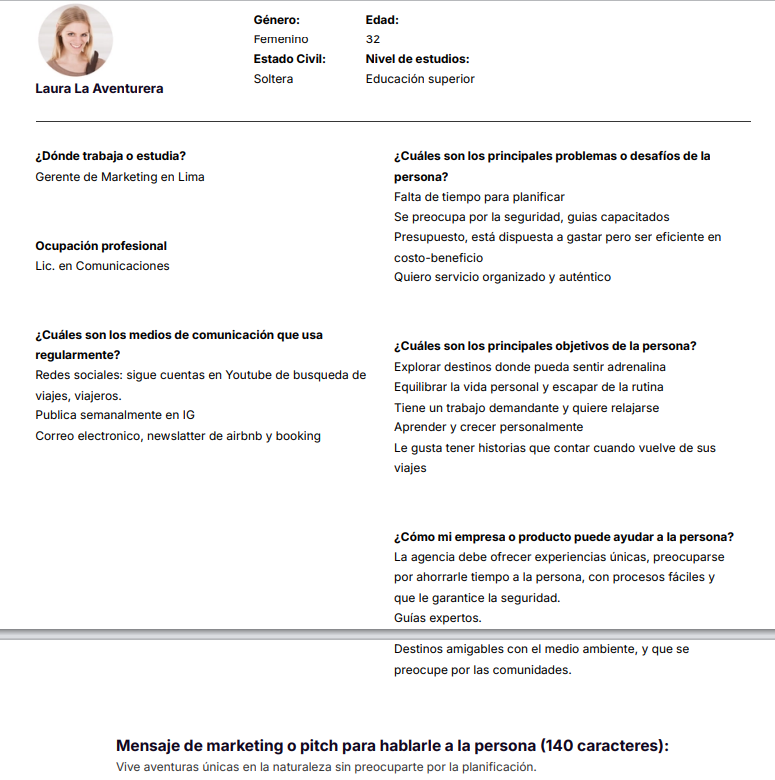 Género:
Femenino
Estado Civil:
Soltera
Edad:
32
Nivel de estudios:
Educación superior
Laura La Aventurera
¿Dónde trabaja o estudia?
Gerente de Marketing en Lima
Ocupación profesional
Lic. en Comunicaciones
¿Cuáles son los medios de comunicación que usa
regularmente?
Redes sociales: sigue cuentas en Youtube de busqueda de
viajes, viajeros.
Publica semanalmente en IG
Correo electronico, newslatter de airbnb y booking
¿Cuáles son los principales problemas o desafíos de la
persona?
Falta de tiempo para planificar
Se preocupa por la seguridad, guias capacitados
Presupuesto, está dispuesta a gastar pero ser eficiente en
costo-beneficio
Quiero servicio organizado y auténtico
¿Cuáles son los principales objetivos de la persona?
Explorar destinos donde pueda sentir adrenalina
Equilibrar la vida personal y escapar de la rutina
Tiene un trabajo demandante y quiere relajarse
Aprender y crecer personalmente
Le gusta tener historias que contar cuando vuelve de sus
viajes
¿Cómo mi empresa o producto puede ayudar a la persona?
La agencia debe ofrecer experiencias únicas, preocuparse
por ahorrarle tiempo a la persona, con procesos fáciles y
que le garantice la seguridad.
Guías expertos.
Destinos amigables con el medio ambiente, y que se
preocupe por las comunidades.
Mensaje de marketing o pitch para hablarle a la persona (140 caracteres):
Vive aventuras únicas en la naturaleza sin preocuparte por la planificación.